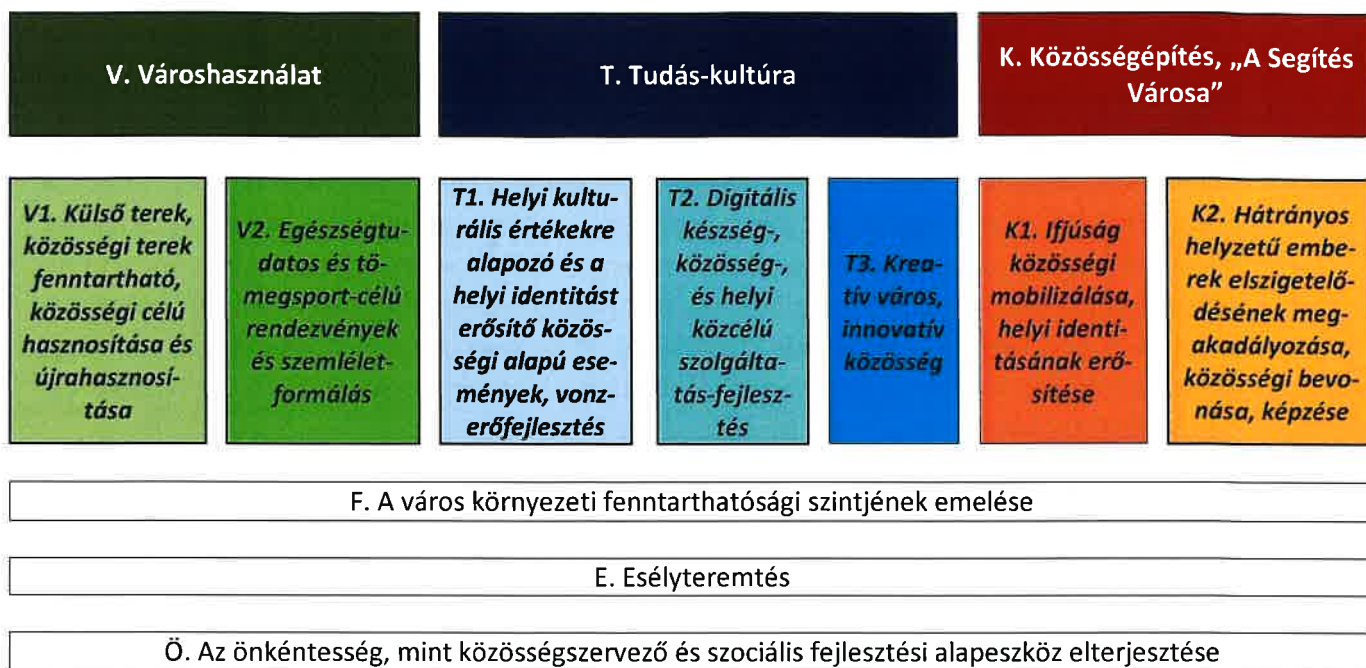 V. Városhasználat
T. Tudás-kultúra
K. Közösségépítés, „A Segítés
Városa”
V1. Külső terek,
közösségi terek
fenntartható,
közösségi célú
hasznosítása és
újrahasznosí-
tása
V2. Egészségtu-
datos és tö-
megsport-célú
rendezvények
és szemlélet-
formálás
T1. Helyi kultu-
rális értékekre
alapozó és a
helyi identitást
erősítő közös-
ségi alapú ese-
mények, vonz-
erőfejlesztés
T2. Digitális
készség-,
közösség-,
és helyi
közcélú
szolgálta-
tás-fejlesz-
tés
T3. Krea-
tív város,
innovatív
közösség
K1. Ifjúság
közösségi
mobilizálása,
helyi identi-
tásának erő-
sítése
K2. Hátrányos
helyzetű embe-
rek elszigetelő-
désének meg-
akadályozása,
közösségi bevo-
nása, képzése
F. A város környezeti fenntarthatósági szintjének emelése
E. Esélyteremtés
Ö. Az önkéntesség, mint közösségszervező és szociális fejlesztési alapeszköz elterjesztése